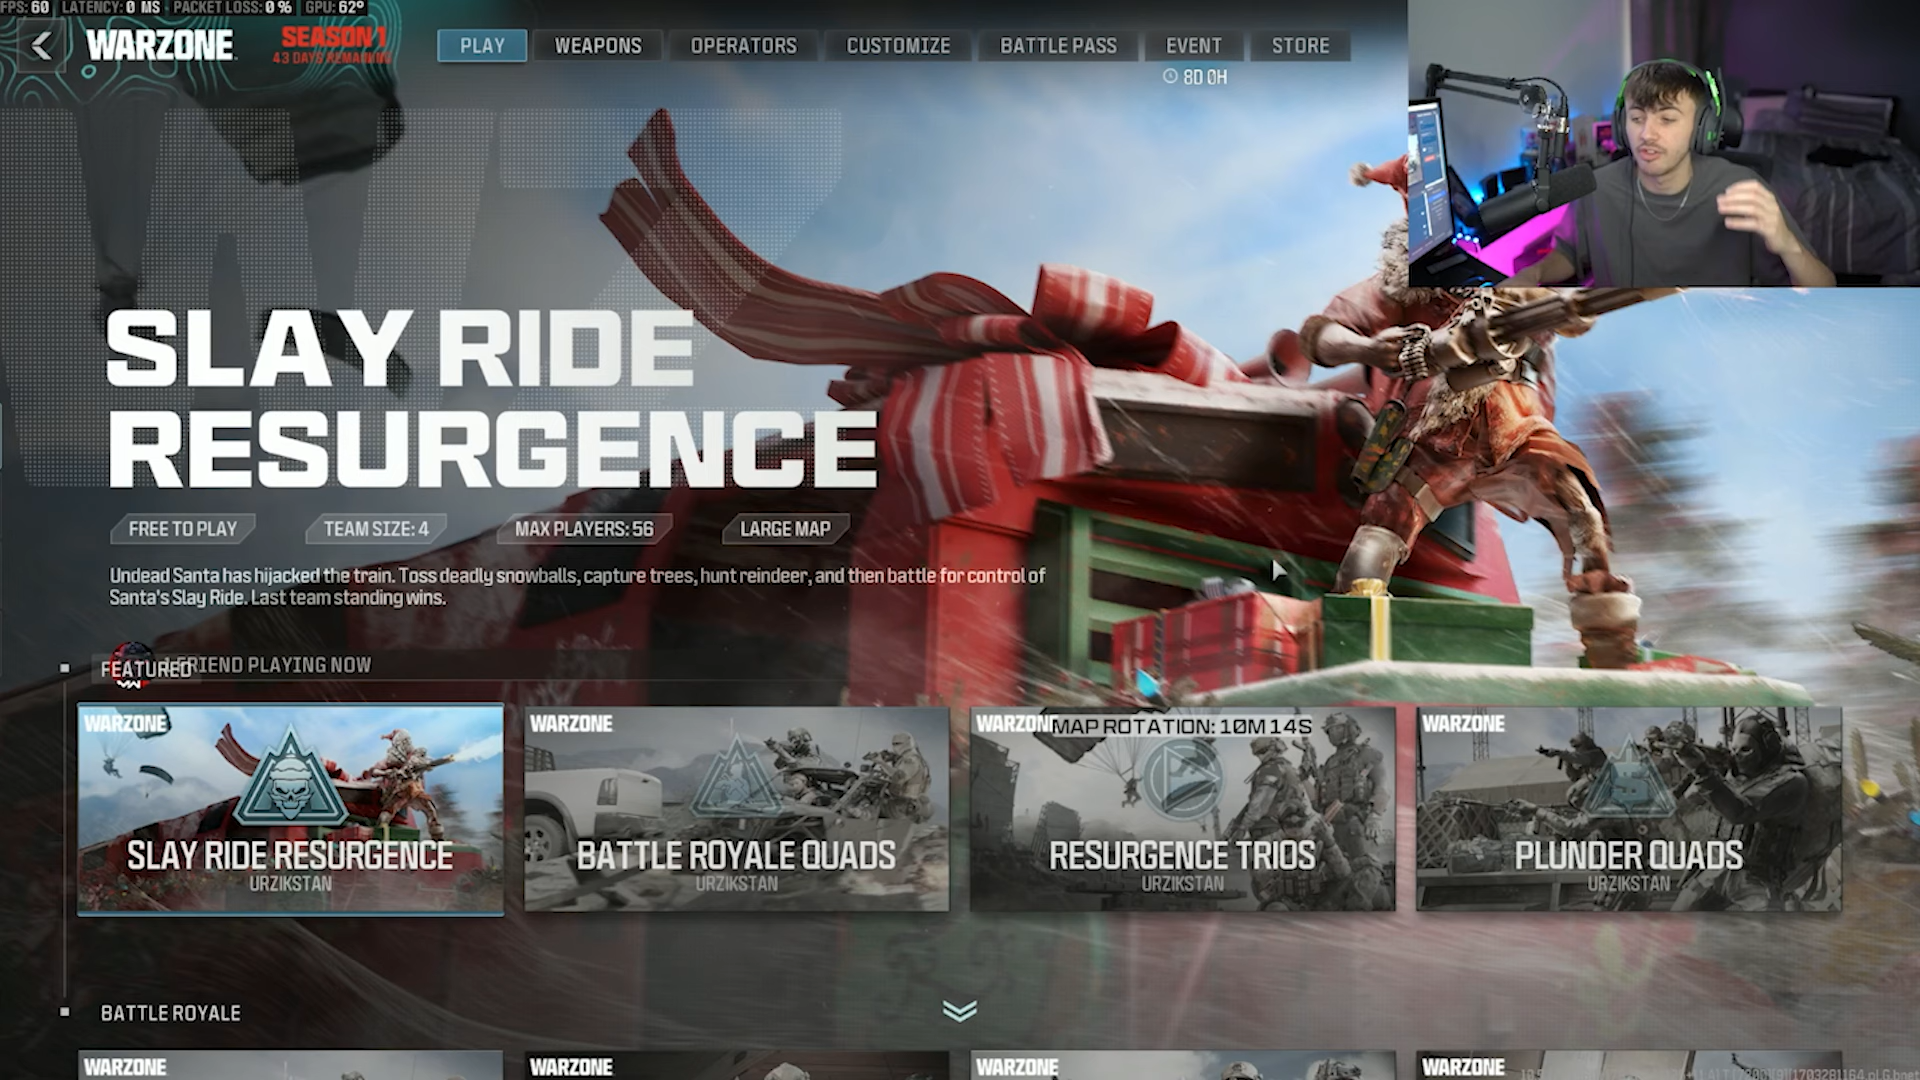 FPS: 60 LATENCY: 0 MS PACKET LOSS: 0 % GPU: 62°
WARZONE
SEASON 1
43 DAYS REMAINING
PLAY
WEAPONS
OPERATORS
CUSTOMIZE
BATTLE PASS
EVENT
STORE
8D 0H
SLAY RIDE
RESURGENCE
FREE TO PLAY
TEAM SIZE: 4
MAX PLAYERS: 56
LARGE MAP
Undead Santa has hijacked the train. Toss deadly snowballs, capture trees, hunt reindeer, and then battle for control of
Santa's Slay Ride. Last team standing wins.
FEATURED
FRIEND PLAYING NOW
WARZONE
SLAY RIDE RESURGENCE
URZIKSTAN
WARZONE
BATTLE ROYALE QUADS
URZIKSTAN
WARZONE
MAP ROTATION: 10M 14S
RESURGENCE TRIOS
URZIKSTAN
WARZONE
PLUNDER QUADS
URZIKSTAN
BATTLE ROYALE
WARZONE
WARZONE
WARZONE
WARZONE